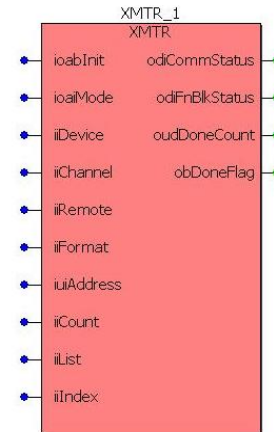 XMTR_1
XMTR
ioabInit odiCommStatus
ioaiMode odiFnBlkStatus
iiDevice oudDoneCount
iiChannel obDoneFlag
iiRemote
iiFormat
iuiAddress
iiCount
iiList
iiIndex